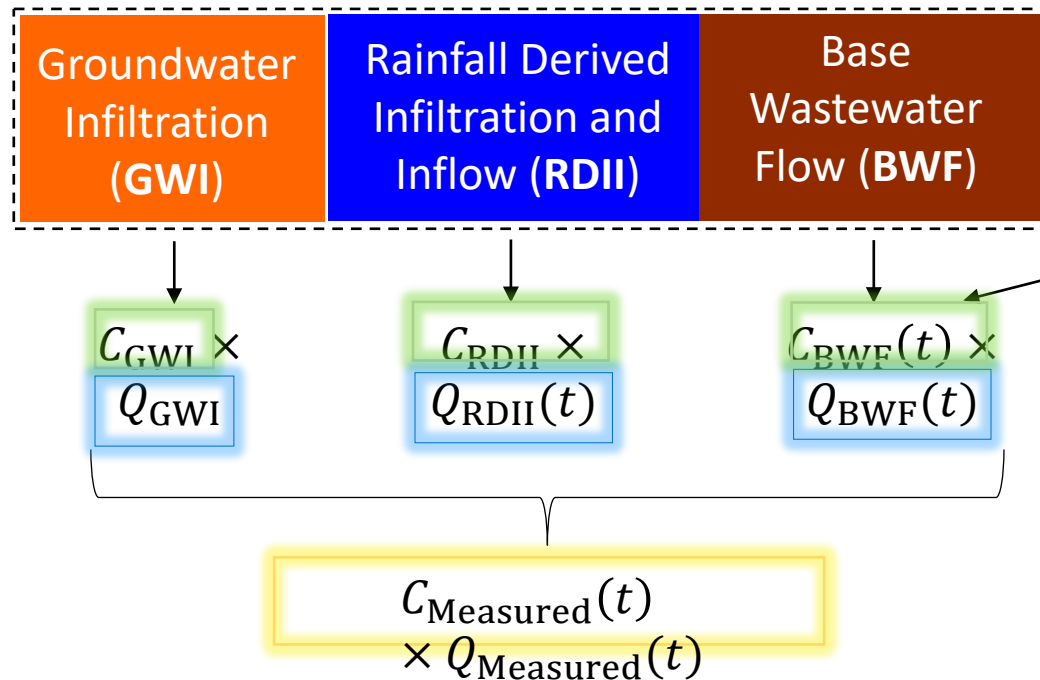 Groundwater
Infiltration
(GWI)
Rainfall Derived
Infiltration and
Inflow (RDII)
Base
Wastewater
Flow (BWF)
C_GWI ×
Q_GWI
C_RDII ×
Q_RDII(t)
C_BWF(t) ×
Q_BWF(t)
C_Measured(t)
× Q_Measured(t)